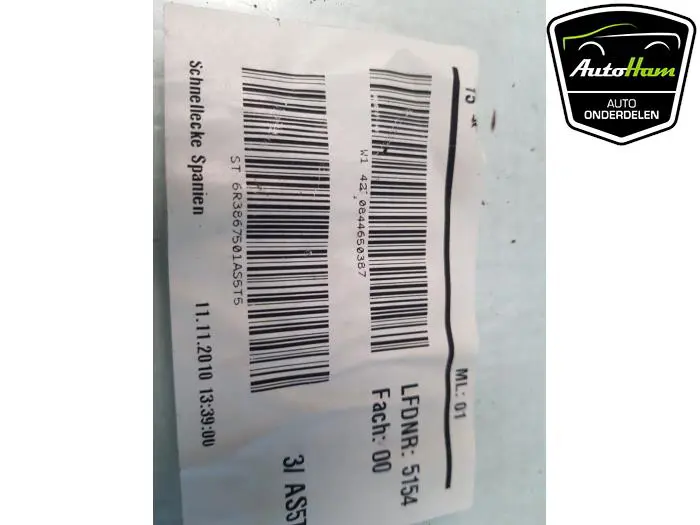 AutoHam
AUTO
ONDERDELEN
ML: 01
LFDNR: 5154
Fach: 00
W1 42 0844650387
ST 6R3867501AS5T5
3/ AS5T
Schnellecke Spanien
11.11.2010 13:39:00